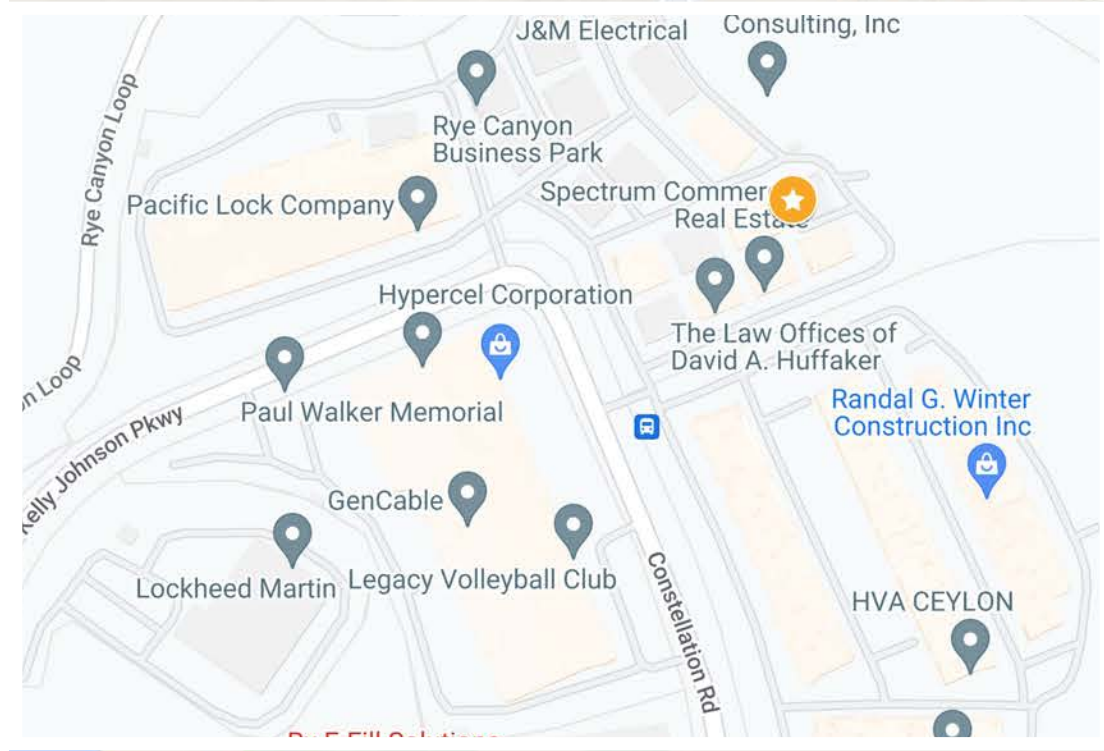 J&M Electrical
Consulting, Inc
Rye Canyon
Business Park
Rye Canyon Loop
Pacific Lock Company
Spectrum Commer
Real Estate
Hypercel Corporation
The Law Offices of
David A. Huffaker
on Loop
Paul Walker Memorial
Kelly Johnson Pkwy
Randal G. Winter
Construction Inc
GenCable
Lockheed Martin
Legacy Volleyball Club
Constellation Rd
HVA CEYLON